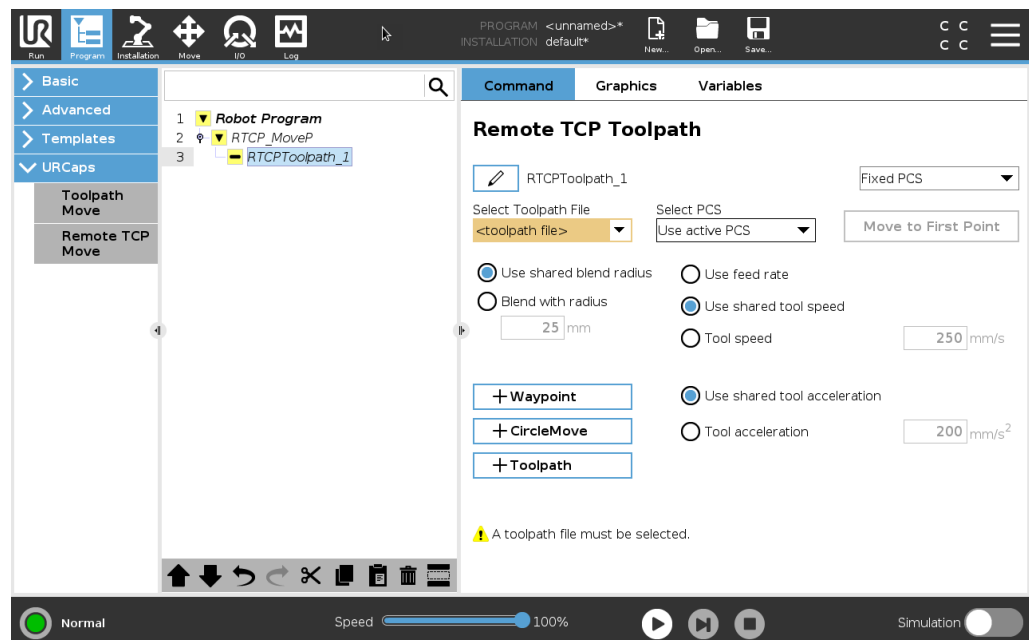 PROGRAM <unnamed>*
INSTALLATION default*
C C
C C
UR
Run
Program
Installation
Move
I/O
Log
New...
Open...
Save...
Basic
Advanced
Templates
URCaps
Toolpath
Move
Remote TCP
Move
1 Robot Program
2 RTCP_MoveP
3 RTCPToolpath_1
Command Graphics Variables
Remote TCP Toolpath
RTCPToolpath_1
Fixed PCS
Select Toolpath File
Select PCS
<toolpath file>
Use active PCS
Move to First Point
Use shared blend radius
Use feed rate
Blend with radius
Use shared tool speed
25 mm
Tool speed
250 mm/s
+ Waypoint
Use shared tool acceleration
+ CircleMove
Tool acceleration
200 mm/s²
+ Toolpath
A toolpath file must be selected.
Normal
Speed
100%
Simulation